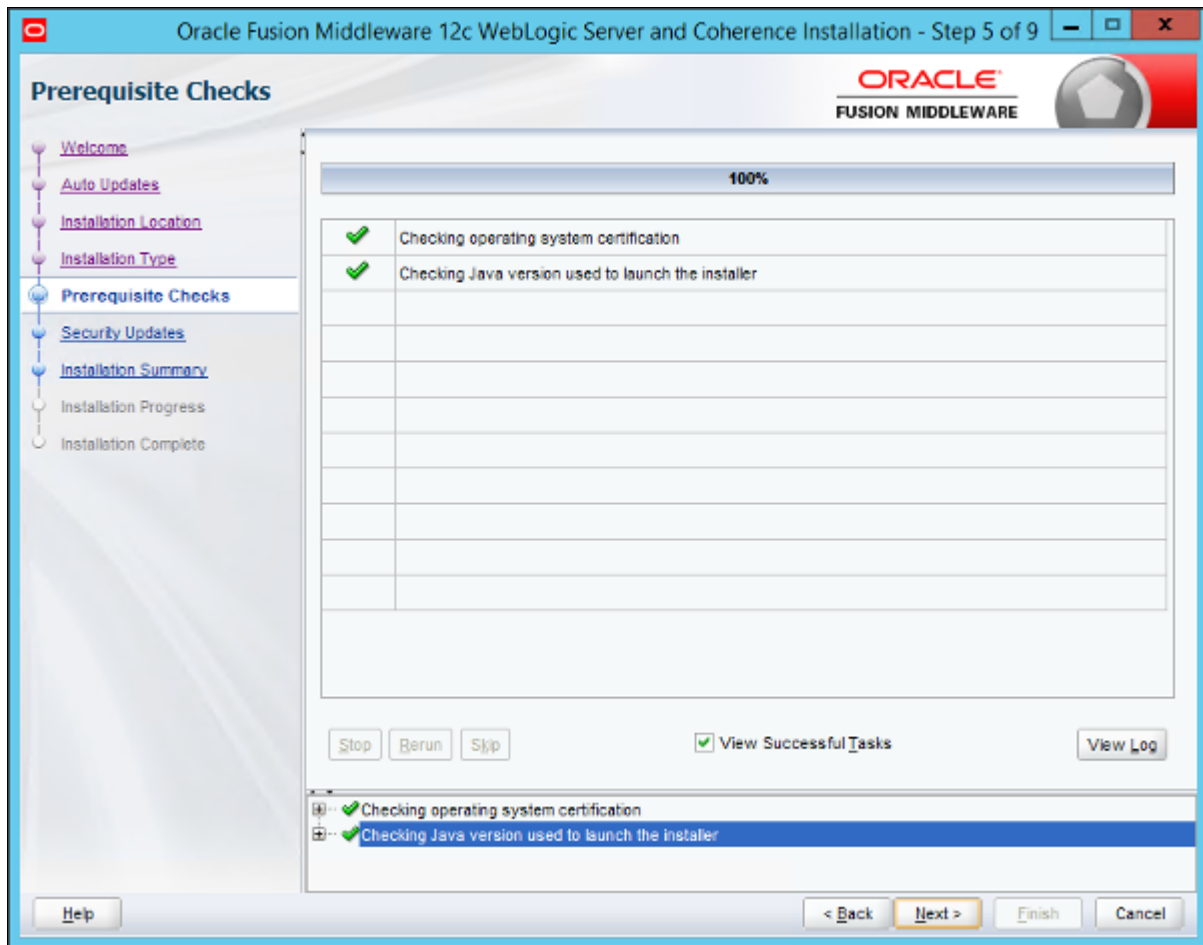 Oracle Fusion Middleware 12c WebLogic Server and Coherence Installation - Step 5 of 9
Prerequisite Checks
ORACLE
FUSION MIDDLEWARE
Welcome
Auto Updates
Installation Location
Installation Type
Prerequisite Checks
Security Updates
Installation Summary
Installation Progress
Installation Complete
100%
Checking operating system certification
Checking Java version used to launch the installer
Stop Rerun Skip View Successful Tasks View Log
Checking operating system certification
Checking Java version used to launch the installer
Help < Back Next > Finish Cancel